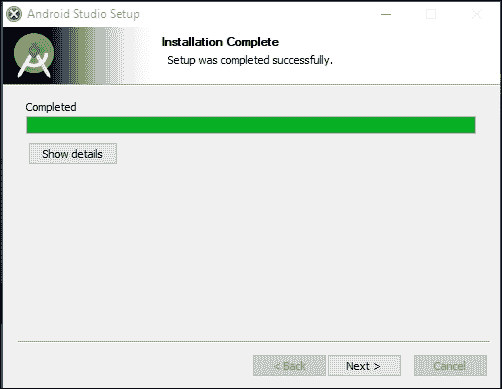 Android Studio Setup
Installation Complete
Setup was completed successfully.
Completed
Show details
< Back
Next >
Cancel